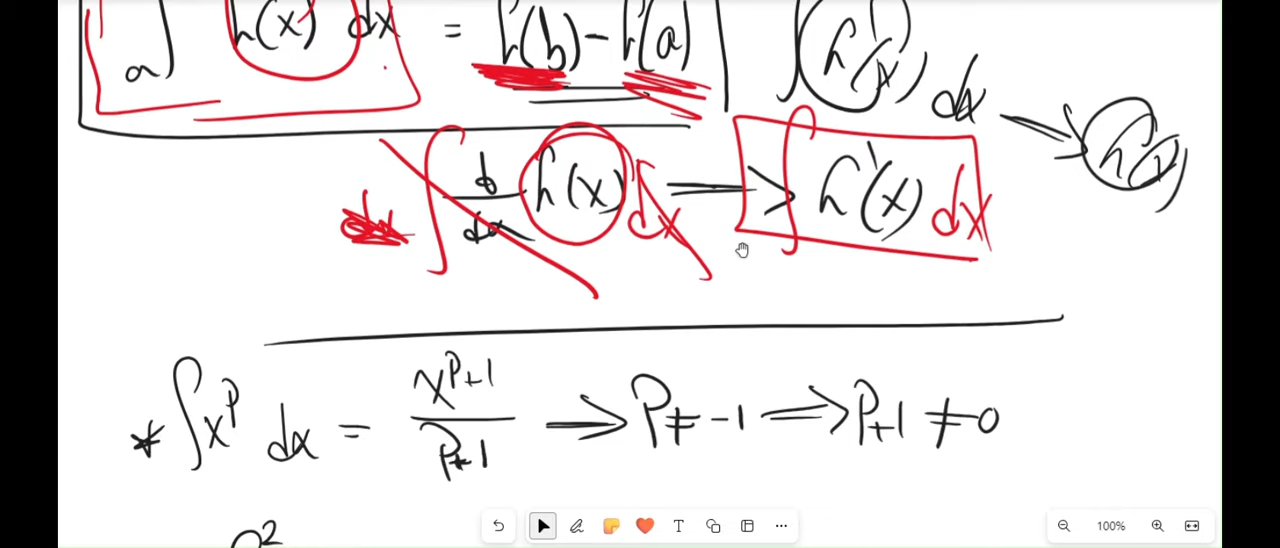 ∫ₐ h(x) dx = h(b) - h(a)
∫ h'(x) dx ⟹ h(x)
∫ d/dx h(x) dx ⟹ ∫ h'(x) dx
* ∫ x^p dx = x^(p+1)/(p+1) ⟹ p ≠ -1 ⟹ p+1 ≠ 0
T
100%